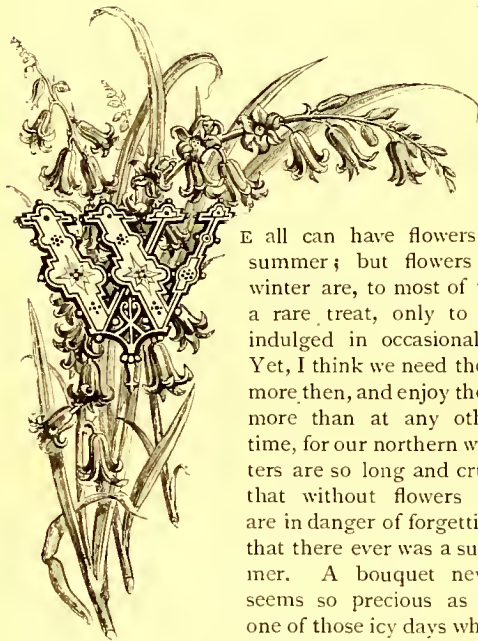 WE all can have flowers
summer; but flowers
winter are, to most of
a rare treat, only to
indulged in occasional
Yet, I think we need the
more then, and enjoy the
more than at any oth
time, for our northern w
ters are so long and cru
that without flowers
are in danger of forgetti
that there ever was a su
mer. A bouquet nev
seems so precious as
one of those icy days wh